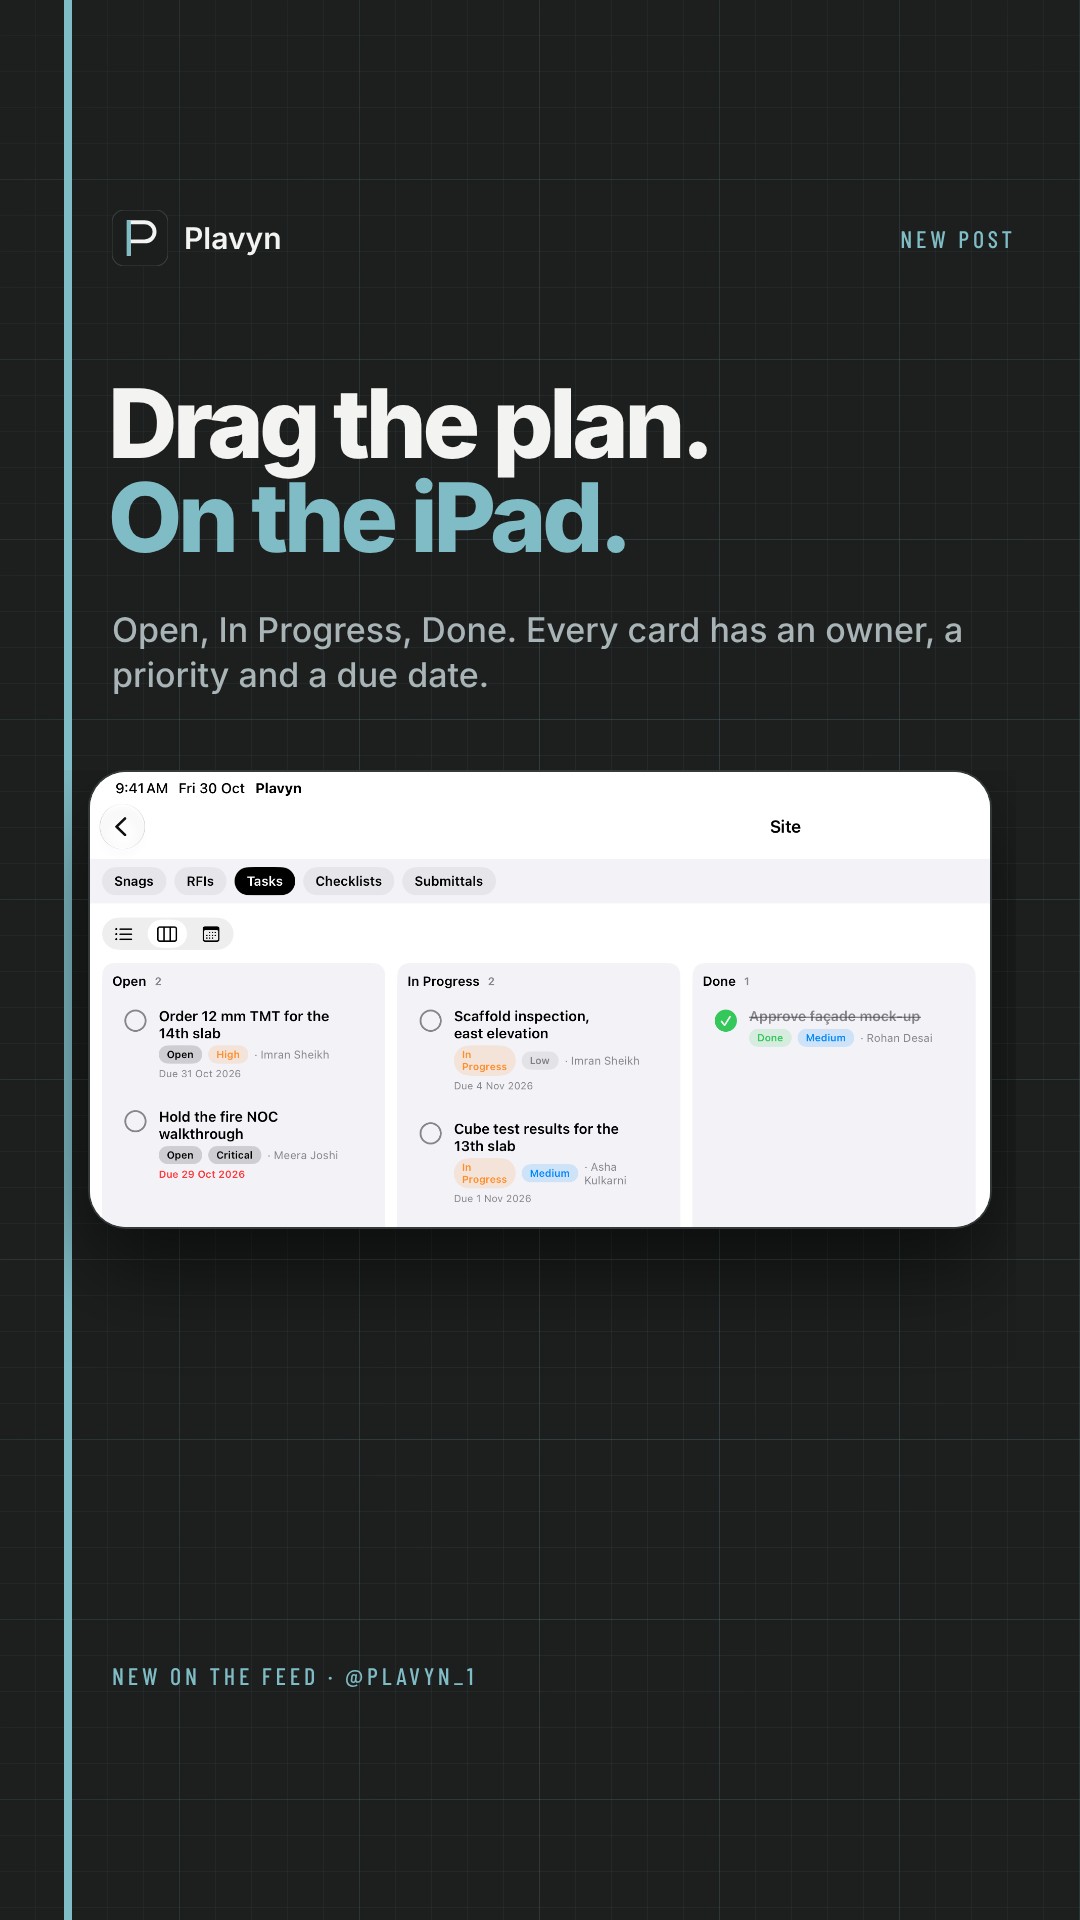 Plavyn
NEW POST
Drag the plan.
On the iPad.
Open, In Progress, Done. Every card has an owner, a
priority and a due date.
9:41 AM Fri 30 Oct Plavyn
Site
Snags RFIs Tasks Checklists Submittals
Open 2
Order 12 mm TMT for the
14th slab
Open High · Imran Sheikh
Due 31 Oct 2026
Hold the fire NOC
walkthrough
Open Critical · Meera Joshi
Due 29 Oct 2026
In Progress 2
Scaffold inspection,
east elevation
In
Progress
Low · Imran Sheikh
Due 4 Nov 2026
Cube test results for the
13th slab
In
Progress
Medium
· Asha
Kulkarni
Due 1 Nov 2026
Done 1
Approve façade mock-up
Done Medium · Rohan Desai
NEW ON THE FEED · @PLAVYN_1